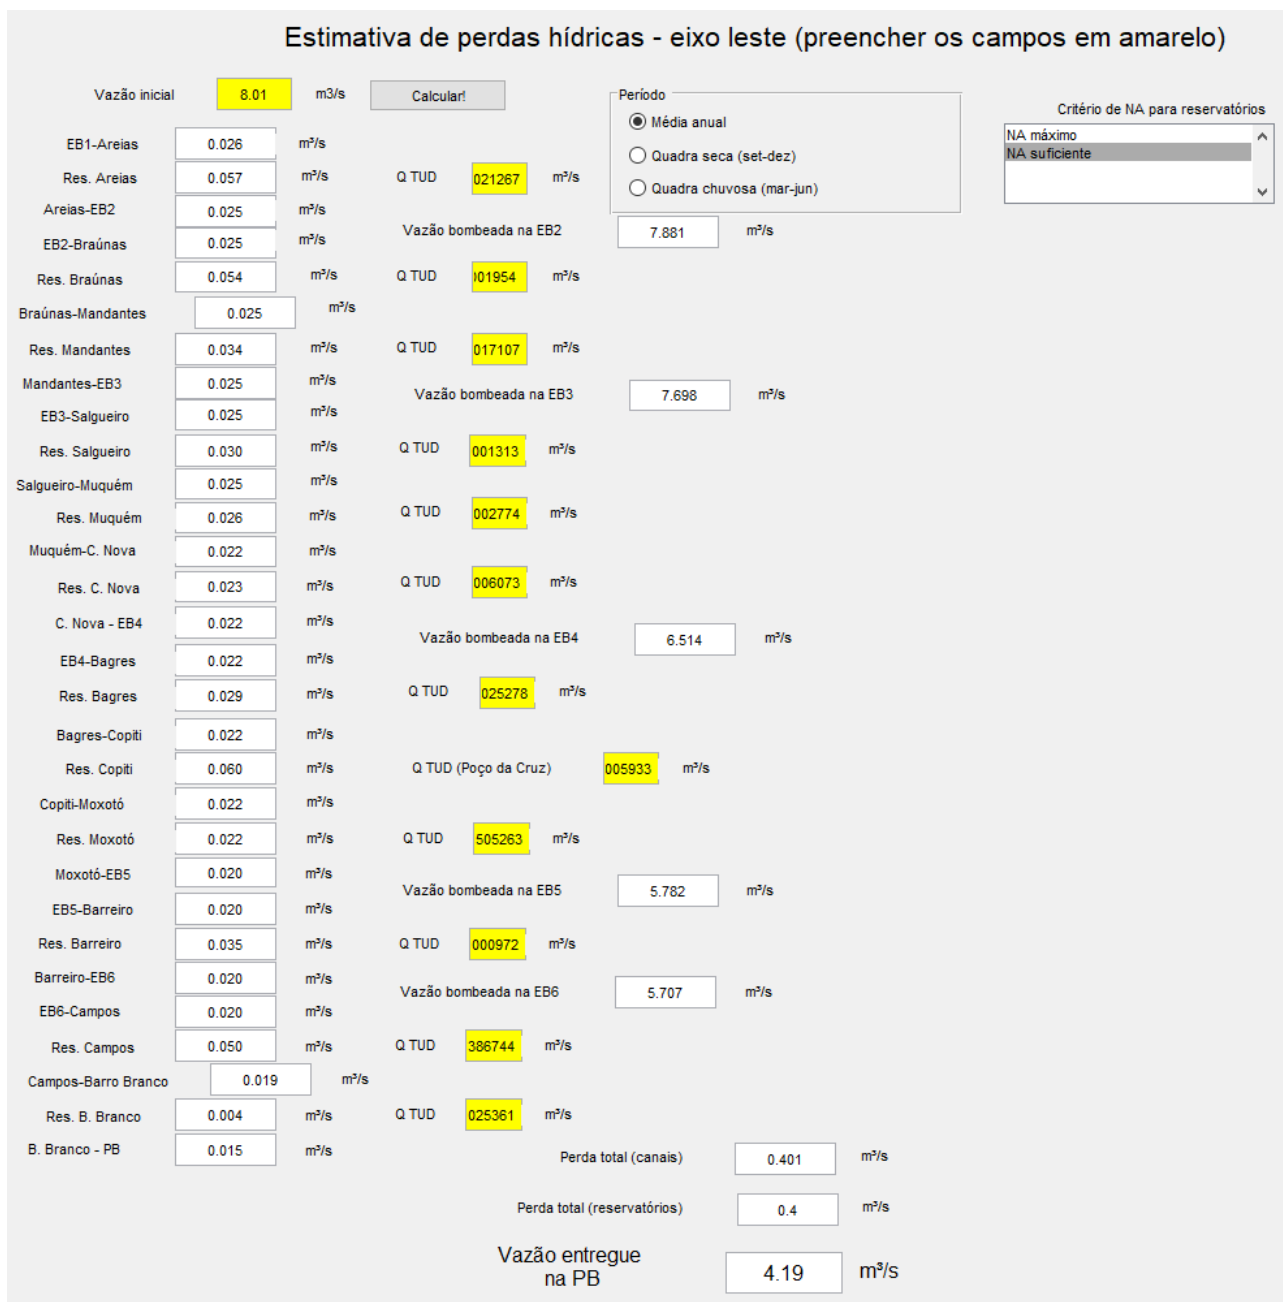 Estimativa de perdas hídricas - eixo leste (preencher os campos em amarelo)
Vazão inicial 8.01 m3/s Calcular!
Período
Média anual
Quadra seca (set-dez)
Quadra chuvosa (mar-jun)
Critério de NA para reservatórios
NA máximo
NA suficiente
EB1-Areias 0.026 m³/s
Res. Areias 0.057 m³/s Q TUD 021267 m³/s
Areias-EB2 0.025 m³/s
Vazão bombeada na EB2 7.881 m³/s
EB2-Braúnas 0.025 m³/s
Res. Braúnas 0.054 m³/s Q TUD 001954 m³/s
Braúnas-Mandantes 0.025 m³/s
Res. Mandantes 0.034 m³/s Q TUD 017107 m³/s
Mandantes-EB3 0.025 m³/s
Vazão bombeada na EB3 7.698 m³/s
EB3-Salgueiro 0.025 m³/s
Res. Salgueiro 0.030 m³/s Q TUD 001313 m³/s
Salgueiro-Muquém 0.025 m³/s
Res. Muquém 0.026 m³/s Q TUD 002774 m³/s
Muquém-C. Nova 0.022 m³/s
Res. C. Nova 0.023 m³/s Q TUD 006073 m³/s
C. Nova - EB4 0.022 m³/s
Vazão bombeada na EB4 6.514 m³/s
EB4-Bagres 0.022 m³/s
Res. Bagres 0.029 m³/s Q TUD 025278 m³/s
Bagres-Copiti 0.022 m³/s
Res. Copiti 0.060 m³/s Q TUD (Poço da Cruz) 005933 m³/s
Copiti-Moxotó 0.022 m³/s
Res. Moxotó 0.022 m³/s Q TUD 505263 m³/s
Moxotó-EB5 0.020 m³/s
Vazão bombeada na EB5 5.782 m³/s
EB5-Barreiro 0.020 m³/s
Res. Barreiro 0.035 m³/s Q TUD 000972 m³/s
Barreiro-EB6 0.020 m³/s
Vazão bombeada na EB6 5.707 m³/s
EB6-Campos 0.020 m³/s
Res. Campos 0.050 m³/s Q TUD 386744 m³/s
Campos-Barro Branco 0.019 m³/s
Res. B. Branco 0.004 m³/s Q TUD 025361 m³/s
B. Branco - PB 0.015 m³/s
Perda total (canais) 0.401 m³/s
Perda total (reservatórios) 0.4 m³/s
Vazão entregue
na PB 4.19 m³/s